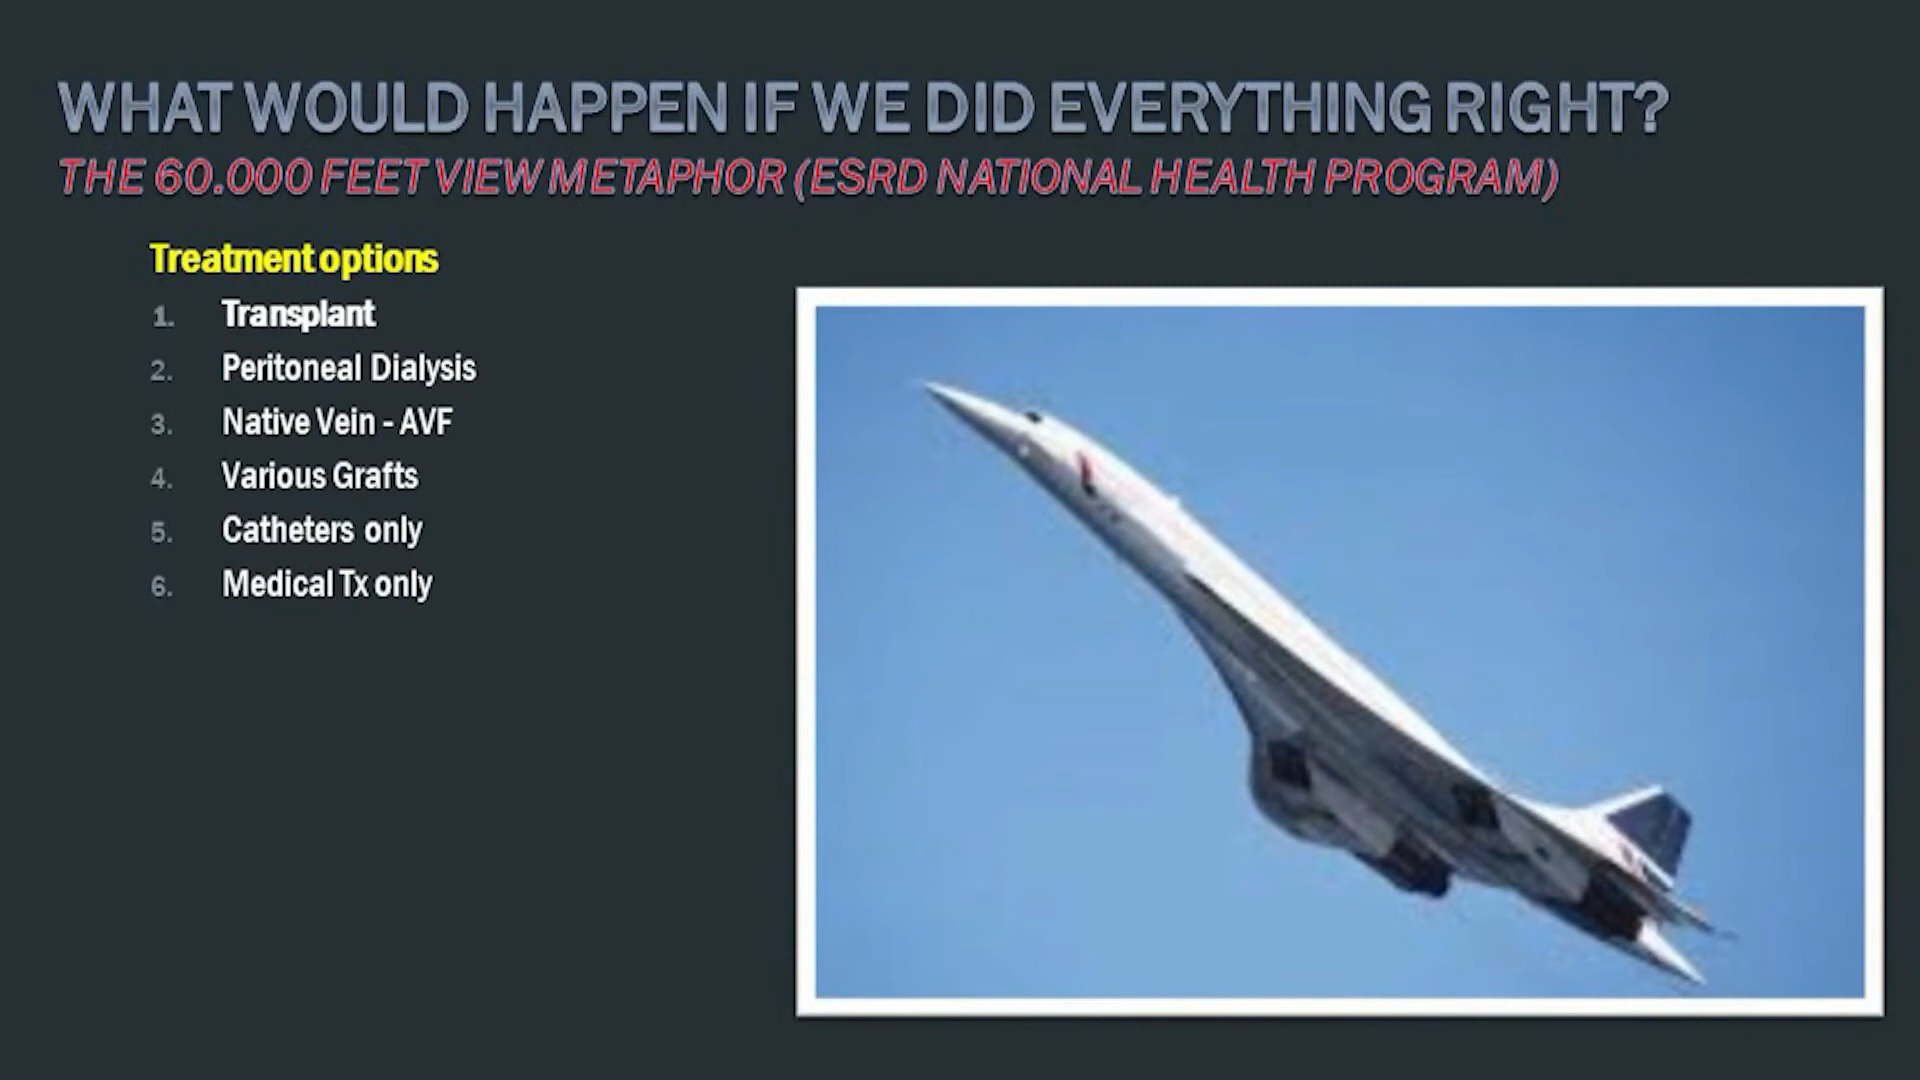 WHAT WOULD HAPPEN IF WE DID EVERYTHING RIGHT?
THE 60.000 FEET VIEW METAPHOR (ESRD NATIONAL HEALTH PROGRAM)
Treatment options
1. Transplant
2. Peritoneal Dialysis
3. Native Vein - AVF
4. Various Grafts
5. Catheters only
6. Medical Tx only